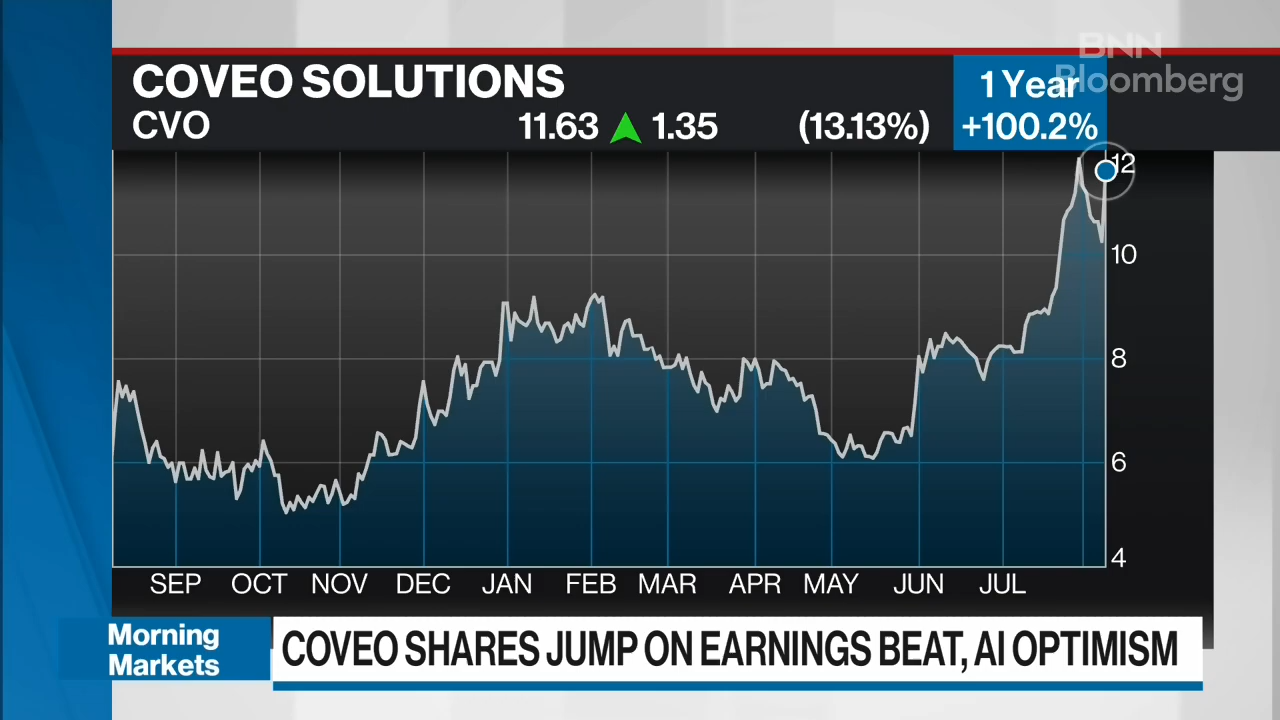 BNN
Bloomberg
COVEO SOLUTIONS
1 Year
CVO
11.63 ▲ 1.35 (13.13%)
+100.2%
12
10
8
6
4
SEP OCT NOV DEC JAN FEB MAR APR MAY JUN JUL
Morning
Markets
COVEO SHARES JUMP ON EARNINGS BEAT, AI OPTIMISM